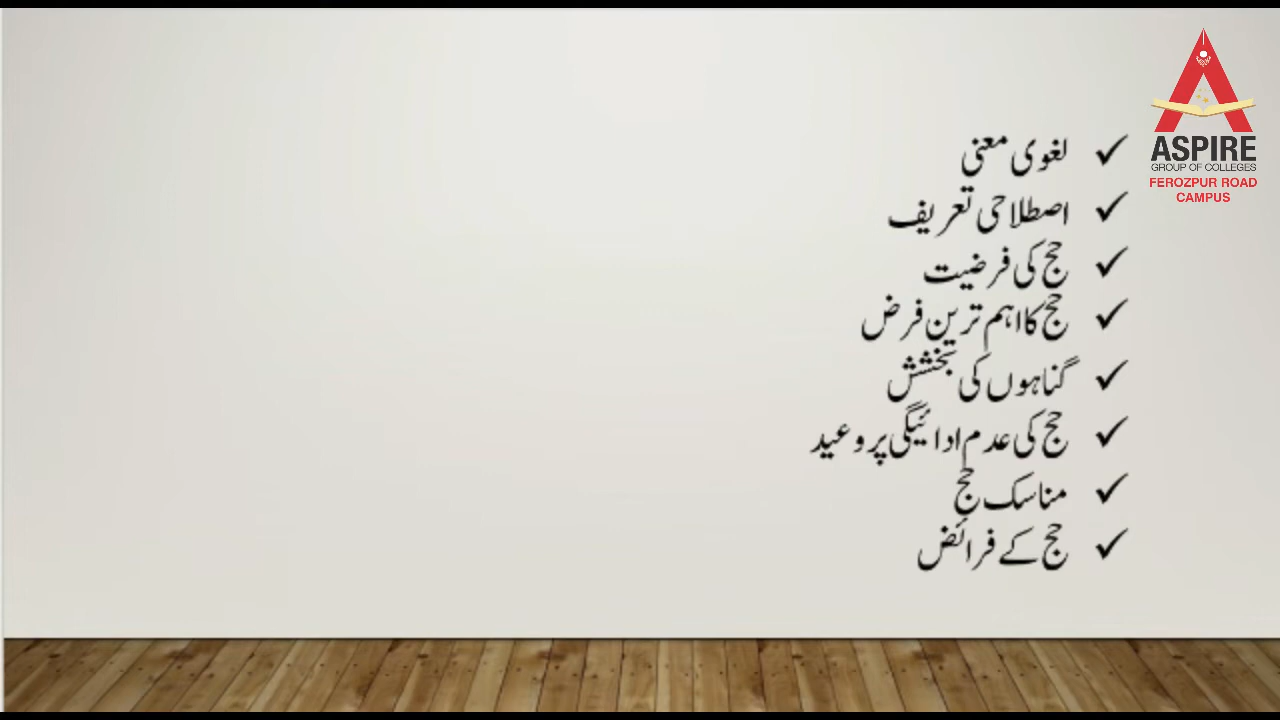 لغوی معنی
اصطلاحی تعریف
حج کی فرضیت
حج کا اہم ترین فرض
گناہوں کی بخشش
حج کی عدم ادائیگی پر وعید
مناسک حج
حج کے فرائض
ASPIRE
GROUP OF COLLEGES
FEROZPUR ROAD
CAMPUS